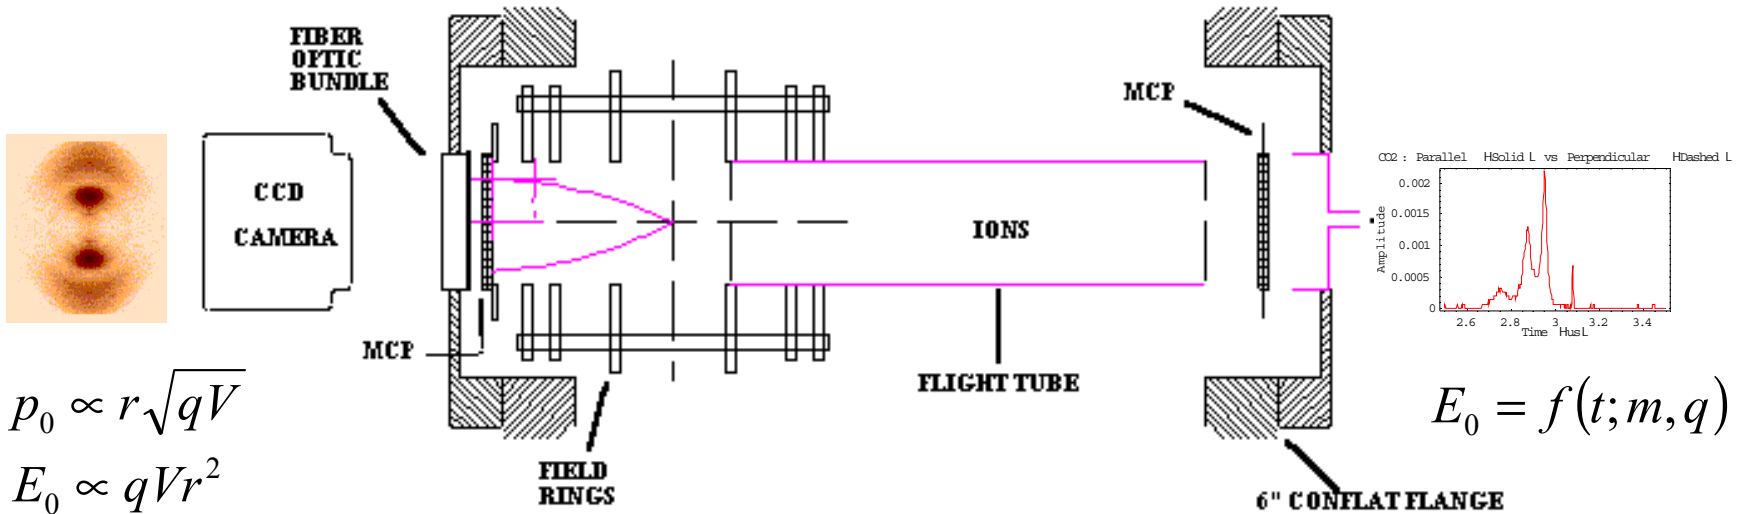 FIBER
OPTIC
BUNDLE
MCP
CCD
CAMERA
IONS
MCP
FLIGHT TUBE
FIELD
RINGS
6" CONFLAT FLANGE
CO2 : Parallel HSolid L vs Perpendicular HDashed L
Amplitude
0.002
0.0015
0.001
0.0005
0
2.6 2.8 3 3.2 3.4
Time HusL
p₀ ∝ r√qV
E₀ ∝ qVr²
E₀ = f(t;m,q)